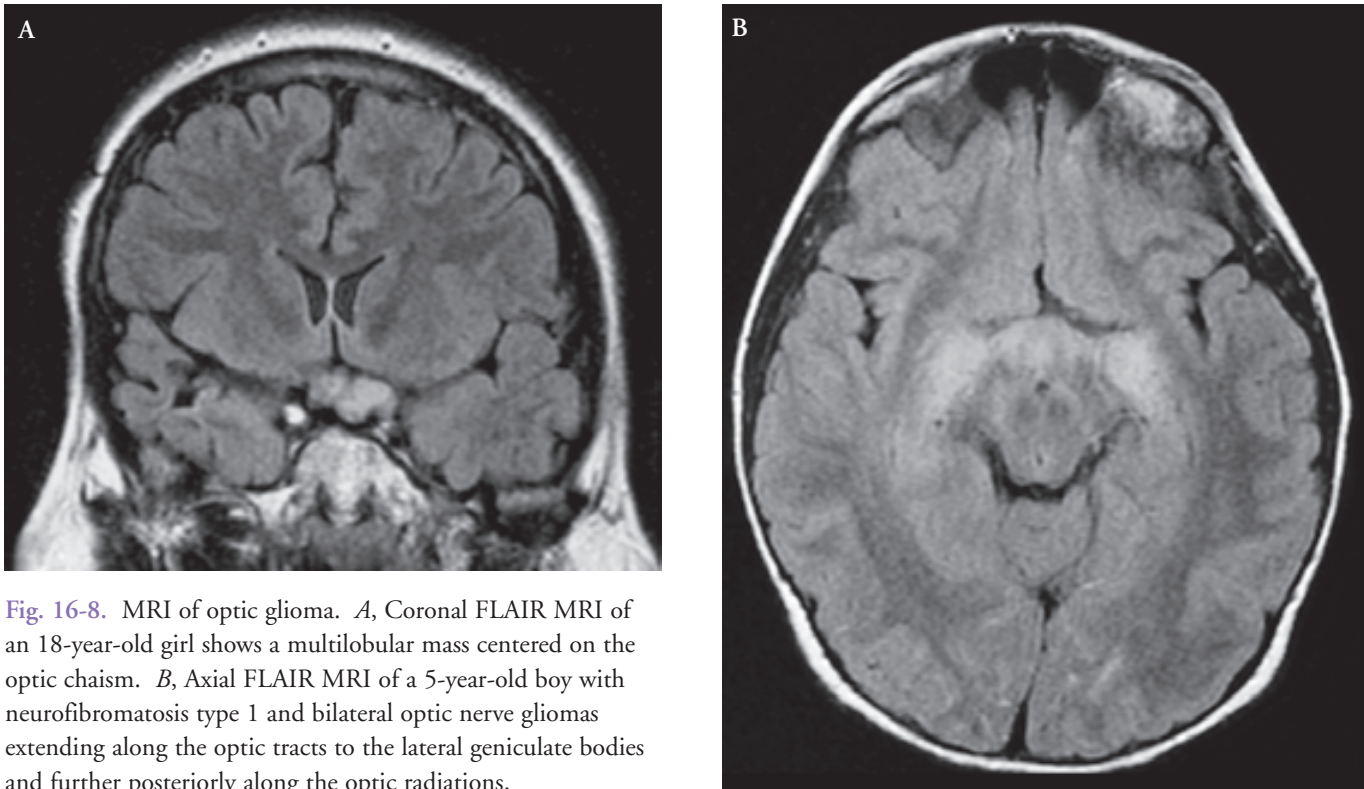 A
B
Fig. 16-8. MRI of optic glioma. A, Coronal FLAIR MRI of
an 18-year-old girl shows a multilobular mass centered on the
optic chaism. B, Axial FLAIR MRI of a 5-year-old boy with
neurofibromatosis type 1 and bilateral optic nerve gliomas
extending along the optic tracts to the lateral geniculate bodies
and further posteriorly along the optic radiations.